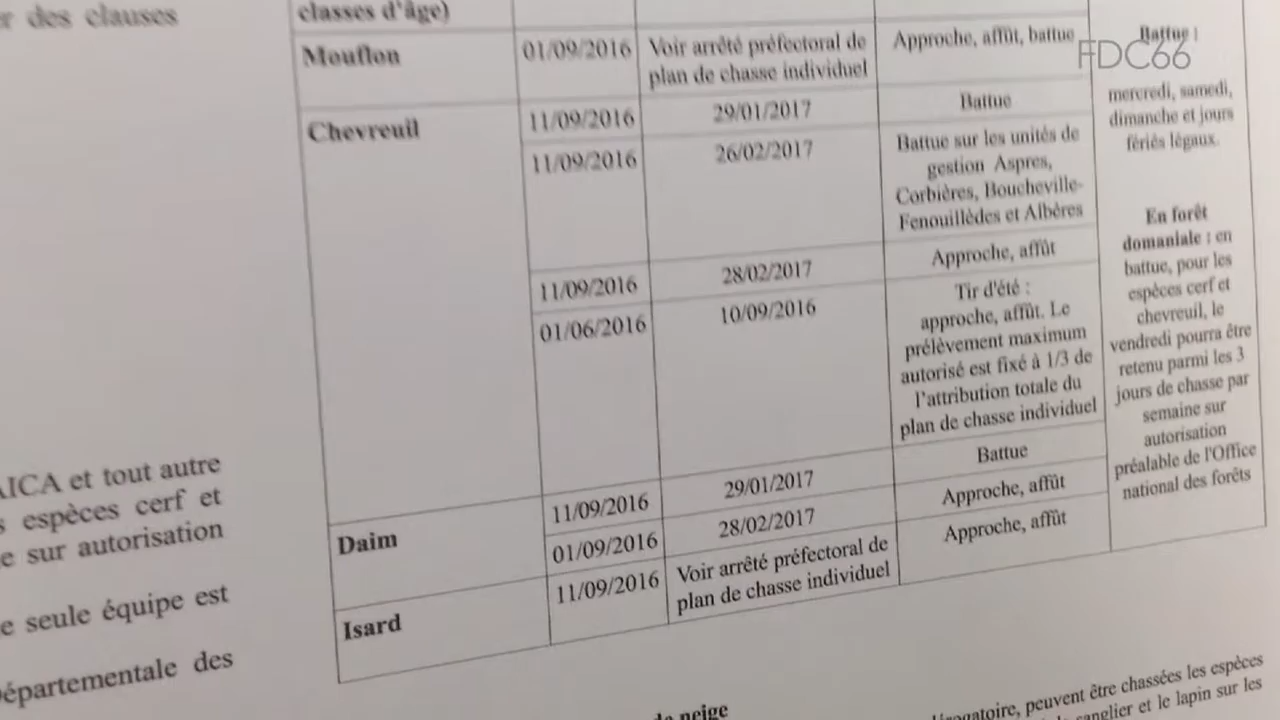 r des clauses
classes d'âge)
Mouflon
01/09/2016
Voir arrêté préfectoral de
plan de chasse individuel
Approche, affût, battue
Battue :
FDC66
mercredi, samedi,
dimanche et jours
fériés légaux.
Chevreuil
11/09/2016
29/01/2017
Battue
11/09/2016
26/02/2017
Battue sur les unités de
gestion Aspres,
Corbières, Boucheville-
Fenouillèdes et Albères
11/09/2016
28/02/2017
Approche, affût
01/06/2016
10/09/2016
Tir d'été :
approche, affût. Le
prélèvement maximum
autorisé est fixé à 1/3 de
l'attribution totale du
plan de chasse individuel
En forêt
domaniale : en
battue, pour les
espèces cerf et
chevreuil, le
vendredi pourra être
retenu parmi les 3
jours de chasse par
semaine sur
autorisation
préalable de l'Office
national des forêts
Daim
11/09/2016
29/01/2017
Battue
01/09/2016
28/02/2017
Approche, affût
Isard
11/09/2016
Voir arrêté préfectoral de
plan de chasse individuel
Approche, affût
AICA et tout autre
s espèces cerf et
e sur autorisation
e seule équipe est
Départementale des
neige
peuvent être chassées les espèces
sanglier et le lapin sur les